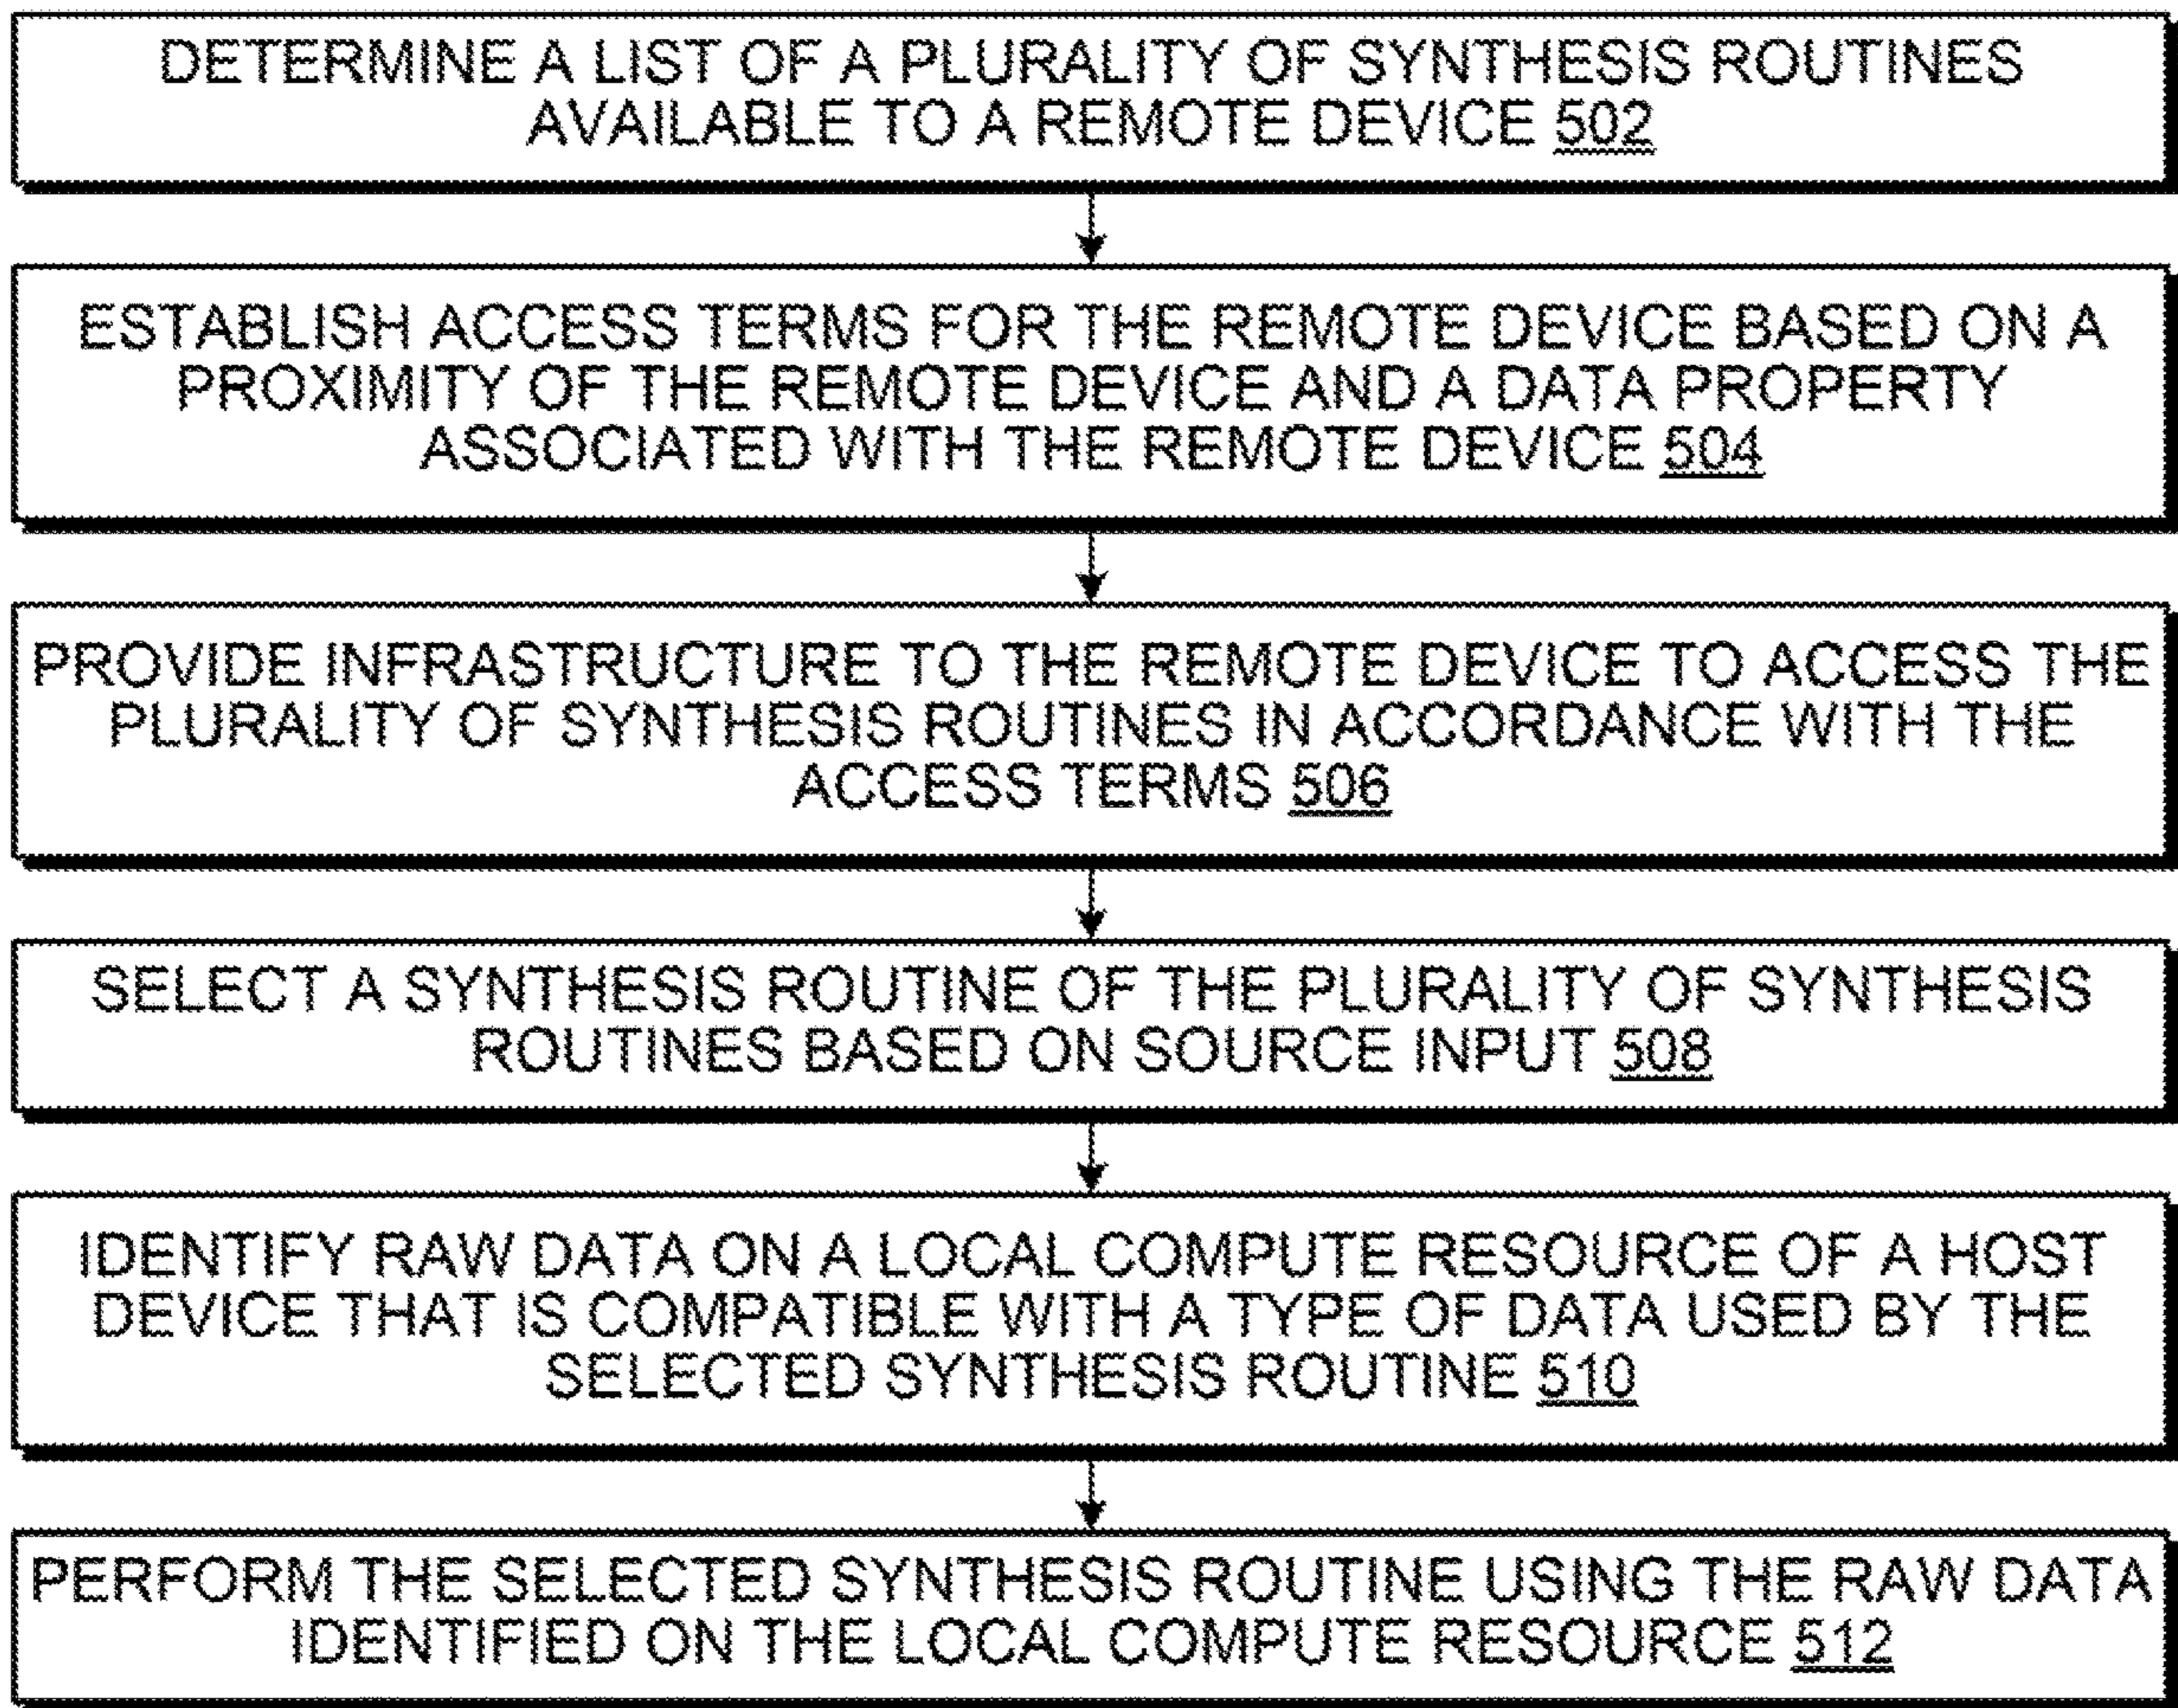 DETERMINE A LIST OF A PLURALITY OF SYNTHESIS ROUTINES
AVAILABLE TO A REMOTE DEVICE 502
ESTABLISH ACCESS TERMS FOR THE REMOTE DEVICE BASED ON A
PROXIMITY OF THE REMOTE DEVICE AND A DATA PROPERTY
ASSOCIATED WITH THE REMOTE DEVICE 504
PROVIDE INFRASTRUCTURE TO THE REMOTE DEVICE TO ACCESS THE
PLURALITY OF SYNTHESIS ROUTINES IN ACCORDANCE WITH THE
ACCESS TERMS 506
SELECT A SYNTHESIS ROUTINE OF THE PLURALITY OF SYNTHESIS
ROUTINES BASED ON SOURCE INPUT 508
IDENTIFY RAW DATA ON A LOCAL COMPUTE RESOURCE OF A HOST
DEVICE THAT IS COMPATIBLE WITH A TYPE OF DATA USED BY THE
SELECTED SYNTHESIS ROUTINE 510
PERFORM THE SELECTED SYNTHESIS ROUTINE USING THE RAW DATA
IDENTIFIED ON THE LOCAL COMPUTE RESOURCE 512